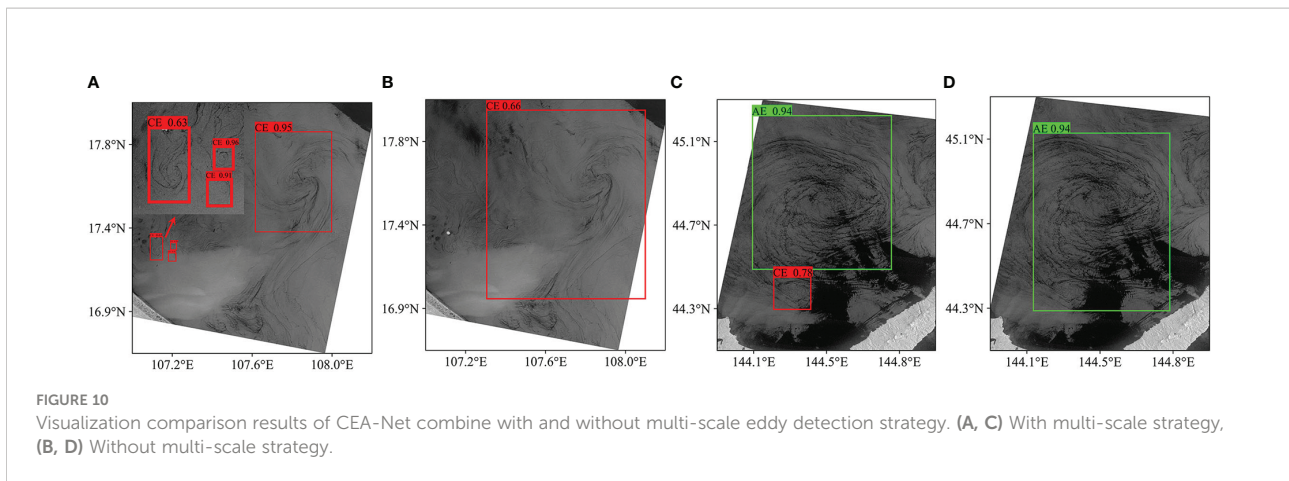 A
B
C
D
CE 0.63
CE 0.96
CE 0.91
CE 0.95
17.8°N
17.4°N
16.9°N
107.2°E
107.6°E
108.0°E
CE 0.66
17.8°N
17.4°N
16.9°N
107.2°E
107.6°E
108.0°E
AE 0.94
CE 0.78
45.1°N
44.7°N
44.3°N
144.1°E
144.5°E
144.8°E
AE 0.94
45.1°N
44.7°N
44.3°N
144.1°E
144.5°E
144.8°E
FIGURE 10
Visualization comparison results of CEA-Net combine with and without multi-scale eddy detection strategy. (A, C) With multi-scale strategy,
(B, D) Without multi-scale strategy.